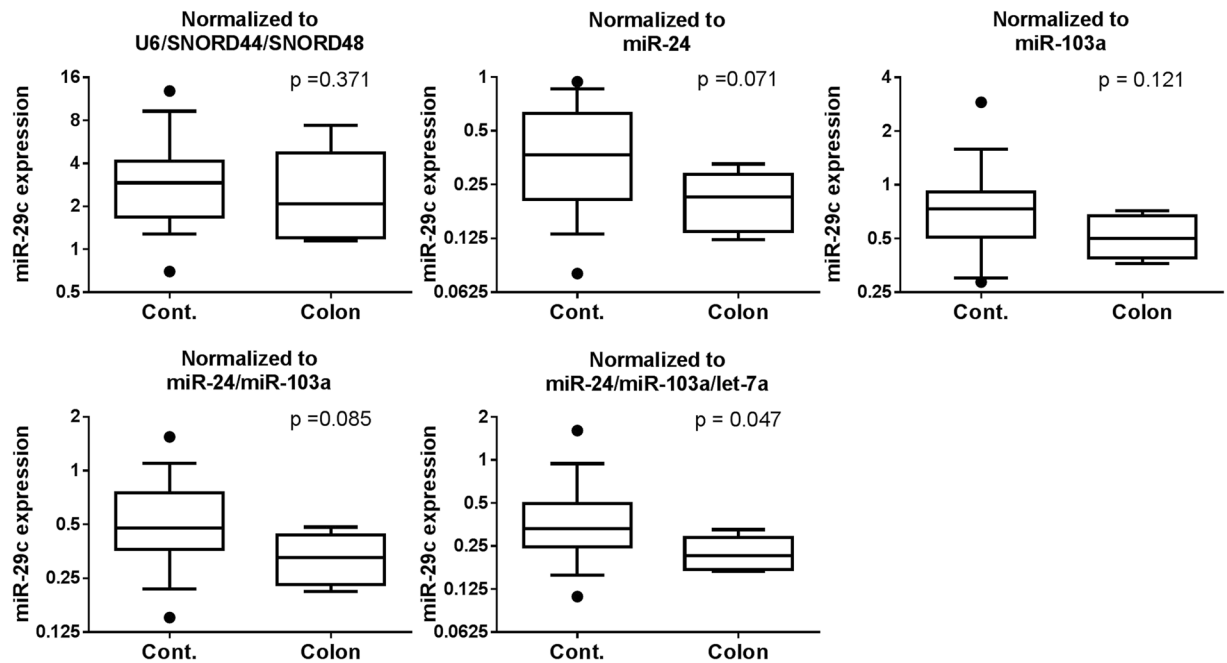 Normalized to
U6/SNORD44/SNORD48
p =0.371
miR-29c expression
16
8
4
2
1
0.5
Cont.
Colon
Normalized to
miR-24
p =0.071
miR-29c expression
1
0.5
0.25
0.125
0.0625
Cont.
Colon
Normalized to
miR-103a
p = 0.121
miR-29c expression
4
2
1
0.5
0.25
Cont.
Colon
Normalized to
miR-24/miR-103a
p =0.085
miR-29c expression
2
1
0.5
0.25
0.125
Cont.
Colon
Normalized to
miR-24/miR-103a/let-7a
p = 0.047
miR-29c expression
2
1
0.5
0.25
0.125
0.0625
Cont.
Colon